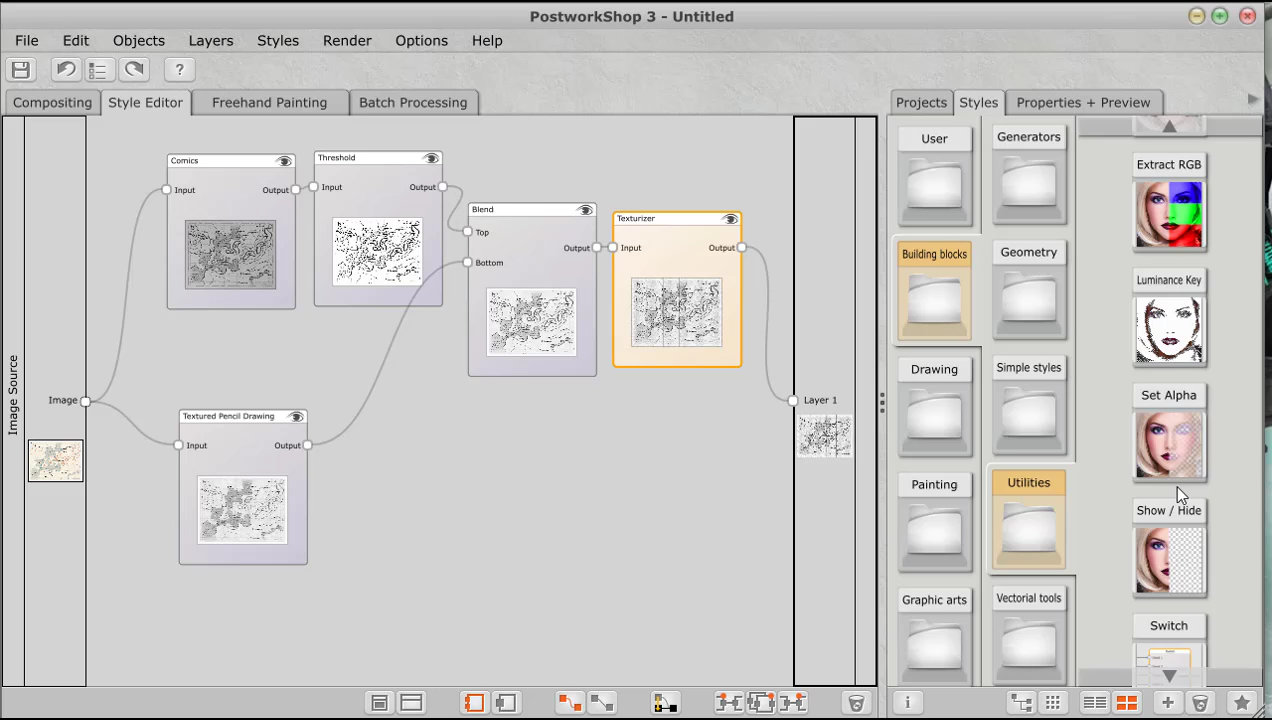 PostworkShop 3 - Untitled
File Edit Objects Layers Styles Render Options Help
?
Compositing Style Editor Freehand Painting Batch Processing Projects Styles Properties + Preview
User Generators
Extract RGB
Comics Threshold
Input Output Input Output
Blend
Top
Output
Bottom
Texturizer
Input Output
Building blocks Geometry
Luminance Key
Drawing Simple styles
Set Alpha
Image Source
Image
Layer 1
Textured Pencil Drawing
Input Output
Painting Utilities
Show / Hide
Graphic arts Vectorial tools
Switch